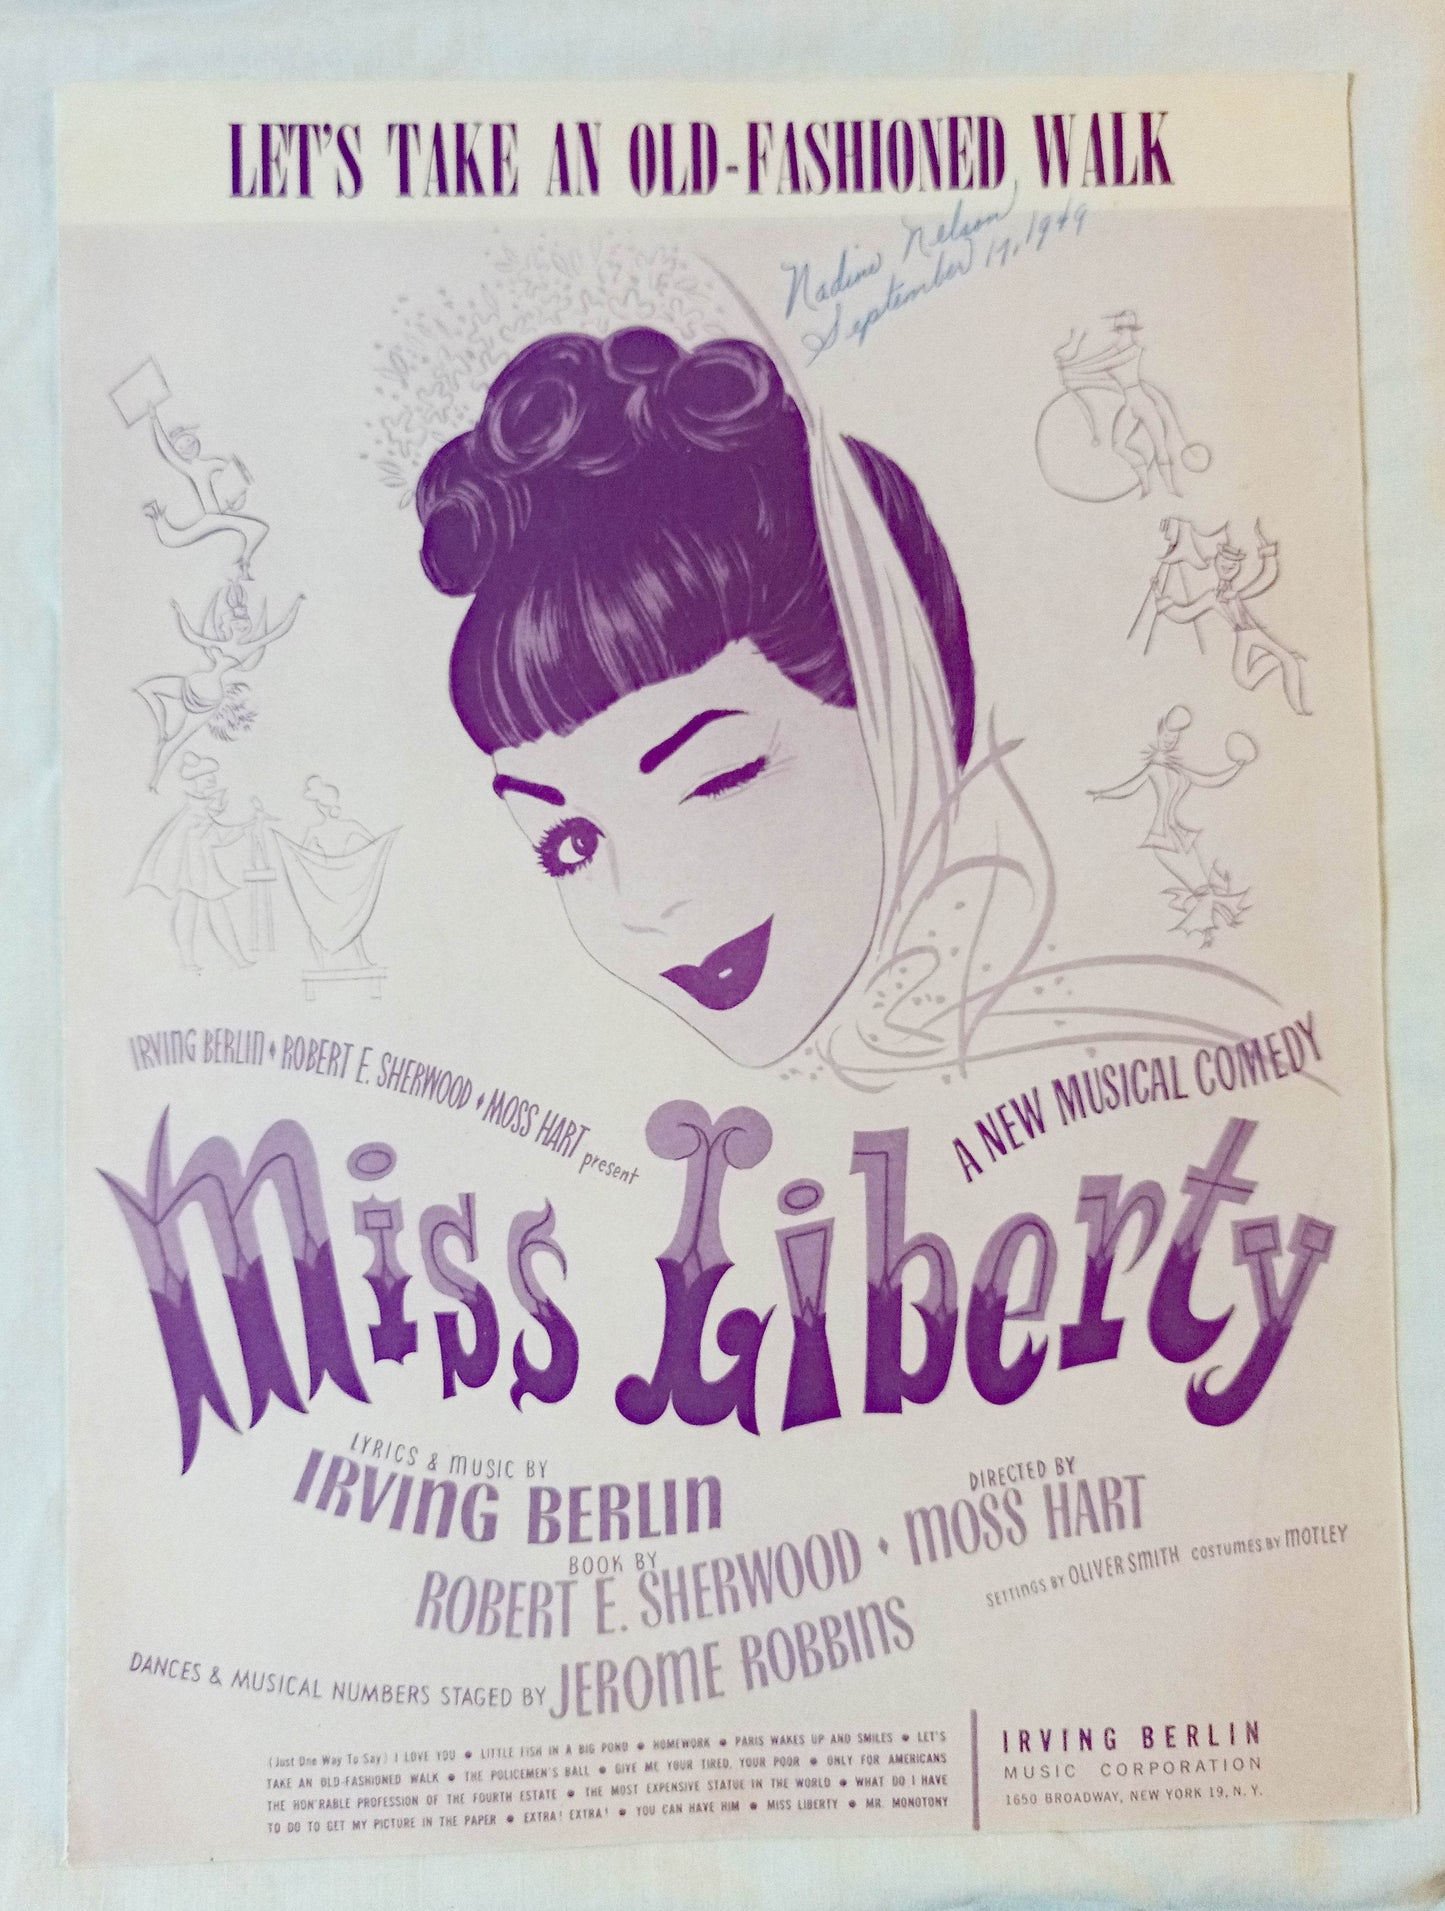 LET'S TAKE AN OLD-FASHIONED WALK
Nadine Nelson
September 17, 1949
IRVING BERLIN • ROBERT E. SHERWOOD • MOSS HART present
A NEW MUSICAL COMEDY
Miss Liberty
LYRICS & MUSIC BY
IRVING BERLIN
DIRECTED BY
BOOK BY
ROBERT E. SHERWOOD • MOSS HART
SETTINGS BY OLIVER SMITH COSTUMES BY MOTLEY
DANCES & MUSICAL NUMBERS STAGED BY JEROME ROBBINS
(Just One Way To Say) I LOVE YOU • LITTLE FISH IN A BIG POND • HOMEWORK • PARIS WAKES UP AND SMILES • LET'S
TAKE AN OLD-FASHIONED WALK • THE POLICEMEN'S BALL • GIVE ME YOUR TIRED, YOUR POOR • ONLY FOR AMERICANS
THE HON'RABLE PROFESSION OF THE FOURTH ESTATE • THE MOST EXPENSIVE STATUE IN THE WORLD • WHAT DO I HAVE
TO DO TO GET MY PICTURE IN THE PAPER • EXTRA! EXTRA! • YOU CAN HAVE HIM • MISS LIBERTY • MR. MONOTONY
IRVING BERLIN
MUSIC CORPORATION
1650 BROADWAY, NEW YORK 19, N. Y.